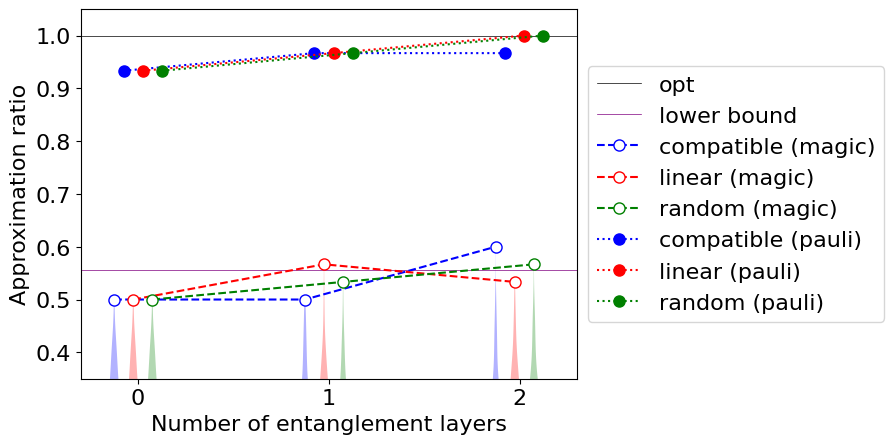 1.0
0.9
0.8
0.7
0.6
0.5
0.4
Approximation ratio
0
1
2
Number of entanglement layers
opt
lower bound
compatible (magic)
linear (magic)
random (magic)
compatible (pauli)
linear (pauli)
random (pauli)